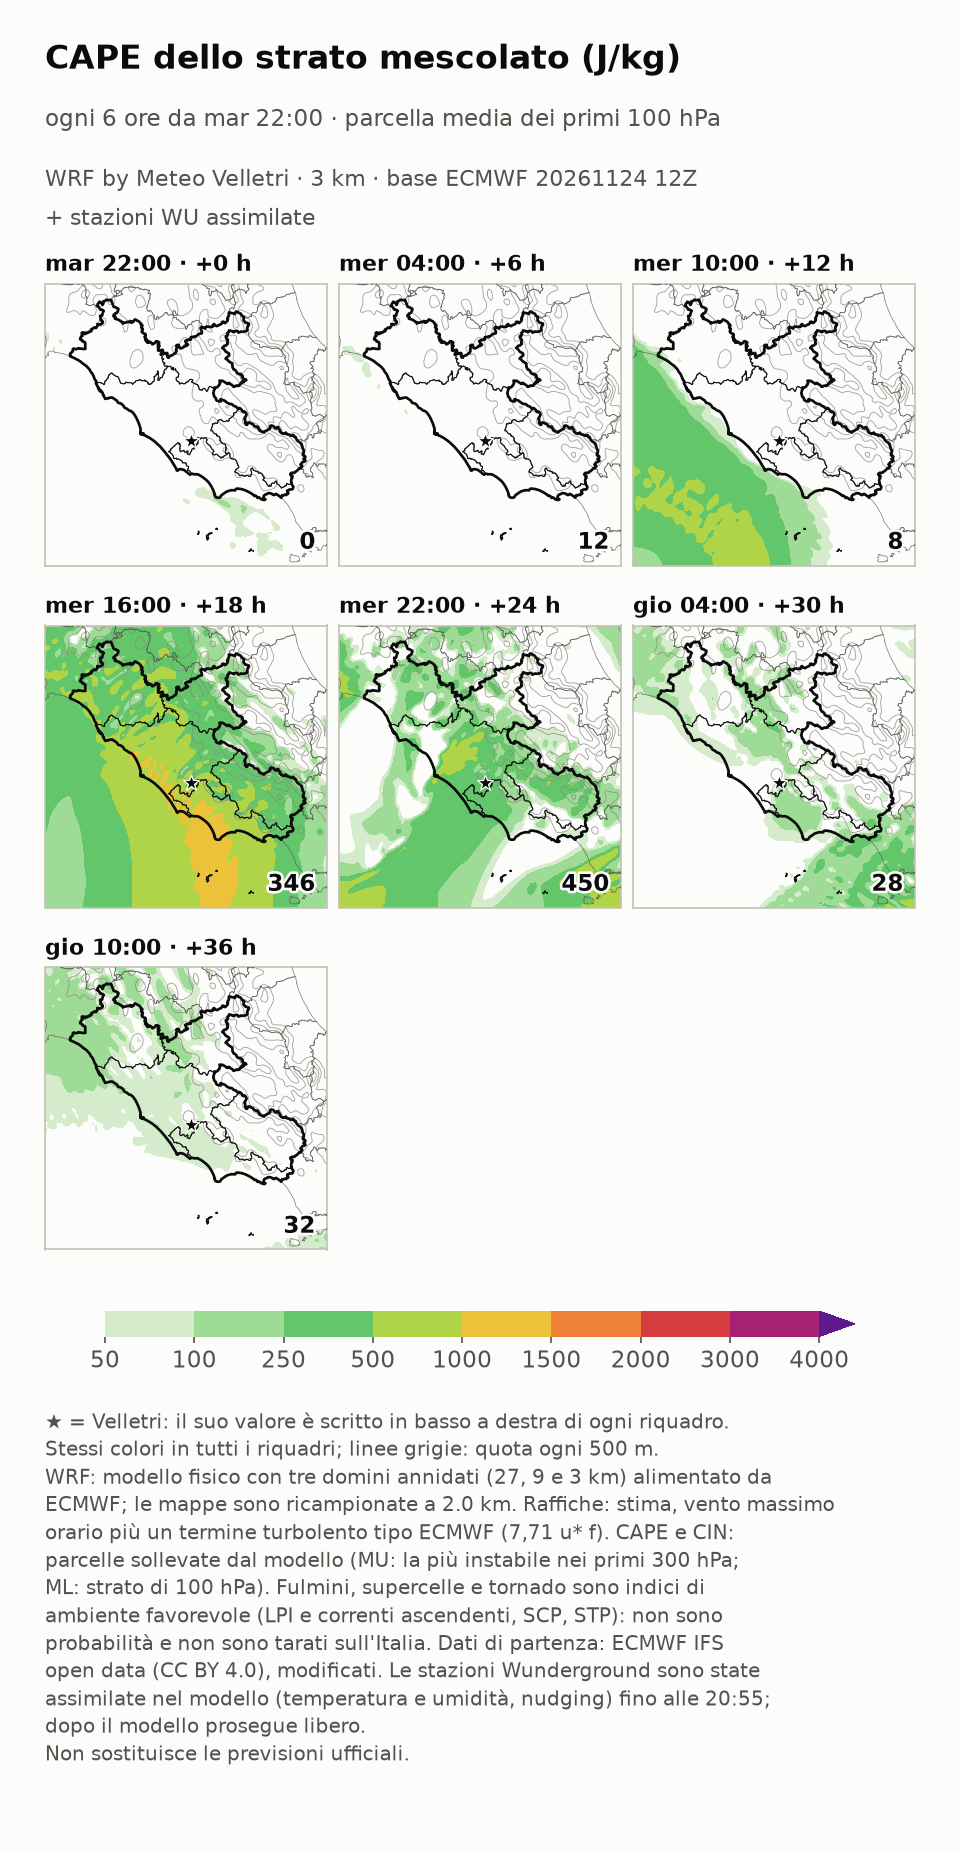 CAPE dello strato mescolato (J/kg)
ogni 6 ore da mar 22:00 · parcella media dei primi 100 hPa
WRF by Meteo Velletri · 3 km · base ECMWF 20261124 12Z
+ stazioni WU assimilate
mar 22:00 · +0 h
mer 04:00 · +6 h
mer 10:00 · +12 h
0
12
8
mer 16:00 · +18 h
mer 22:00 · +24 h
gio 04:00 · +30 h
346
450
28
gio 10:00 · +36 h
32
50 100 250 500 1000 1500 2000 3000 4000
★ = Velletri: il suo valore è scritto in basso a destra di ogni riquadro.
Stessi colori in tutti i riquadri; linee grigie: quota ogni 500 m.
WRF: modello fisico con tre domini annidati (27, 9 e 3 km) alimentato da
ECMWF; le mappe sono ricampionate a 2.0 km. Raffiche: stima, vento massimo
orario più un termine turbolento tipo ECMWF (7,71 u* f). CAPE e CIN:
parcelle sollevate dal modello (MU: la più instabile nei primi 300 hPa;
ML: strato di 100 hPa). Fulmini, supercelle e tornado sono indici di
ambiente favorevole (LPI e correnti ascendenti, SCP, STP): non sono
probabilità e non sono tarati sull'Italia. Dati di partenza: ECMWF IFS
open data (CC BY 4.0), modificati. Le stazioni Wunderground sono state
assimilate nel modello (temperatura e umidità, nudging) fino alle 20:55;
dopo il modello prosegue libero.
Non sostituisce le previsioni ufficiali.